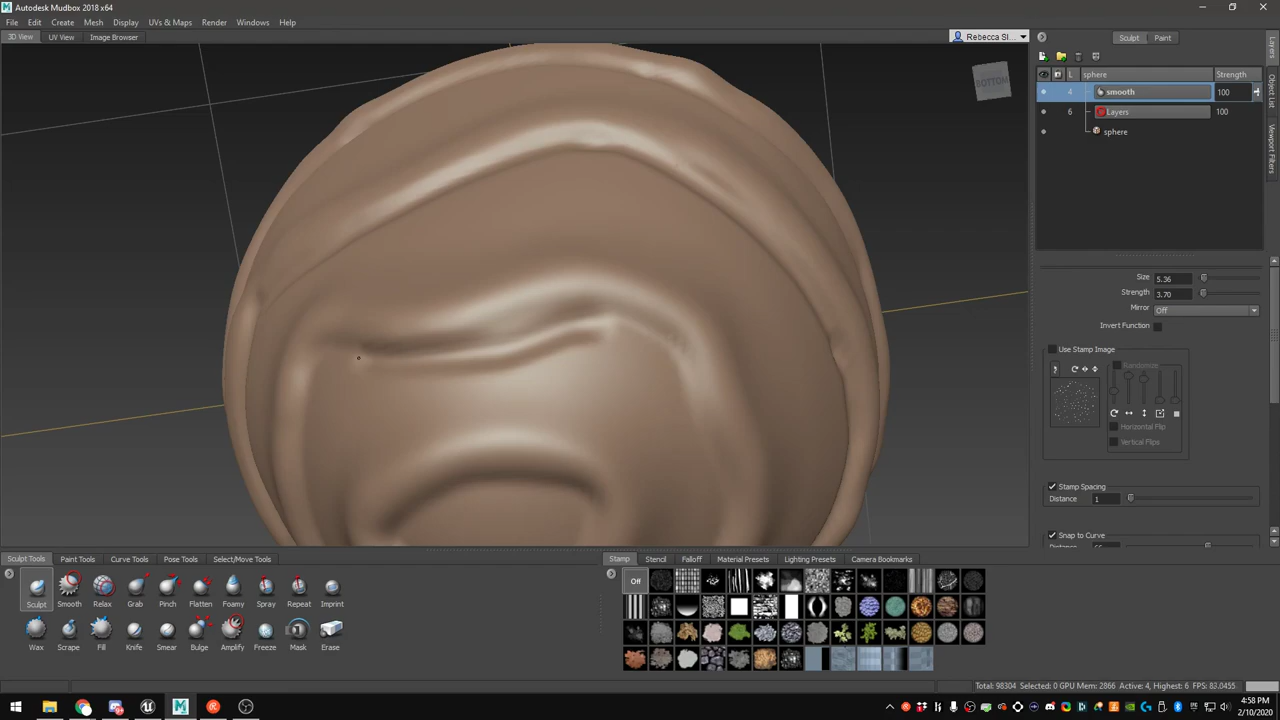 Autodesk Mudbox 2018 x64
File Edit Create Mesh Display UVs & Maps Render Windows Help
3D View UV View Image Browser
Rebecca Sl...
BOTTOM
Sculpt Paint
L sphere Strength
4 smooth 100
6 Layers 100
sphere
Layers
Object List
Viewport Filters
Size 5.36
Strength 3.70
Mirror Off
Invert Function
Use Stamp Image
Randomize
Horizontal Flip
Vertical Flips
Stamp Spacing
Distance 1
Snap to Curve
Sculpt Tools Paint Tools Curve Tools Pose Tools Select/Move Tools
Stamp Stencil Falloff Material Presets Lighting Presets Camera Bookmarks
Off
Sculpt Smooth Relax Grab Pinch Flatten Foamy Spray Repeat Imprint
Wax Scrape Fill Knife Smear Bulge Amplify Freeze Mask Erase
Total: 98304 Selected: 0 GPU Mem: 2866 Active: 4, Highest: 6 FPS: 83.0455
4:58 PM
2/10/2020